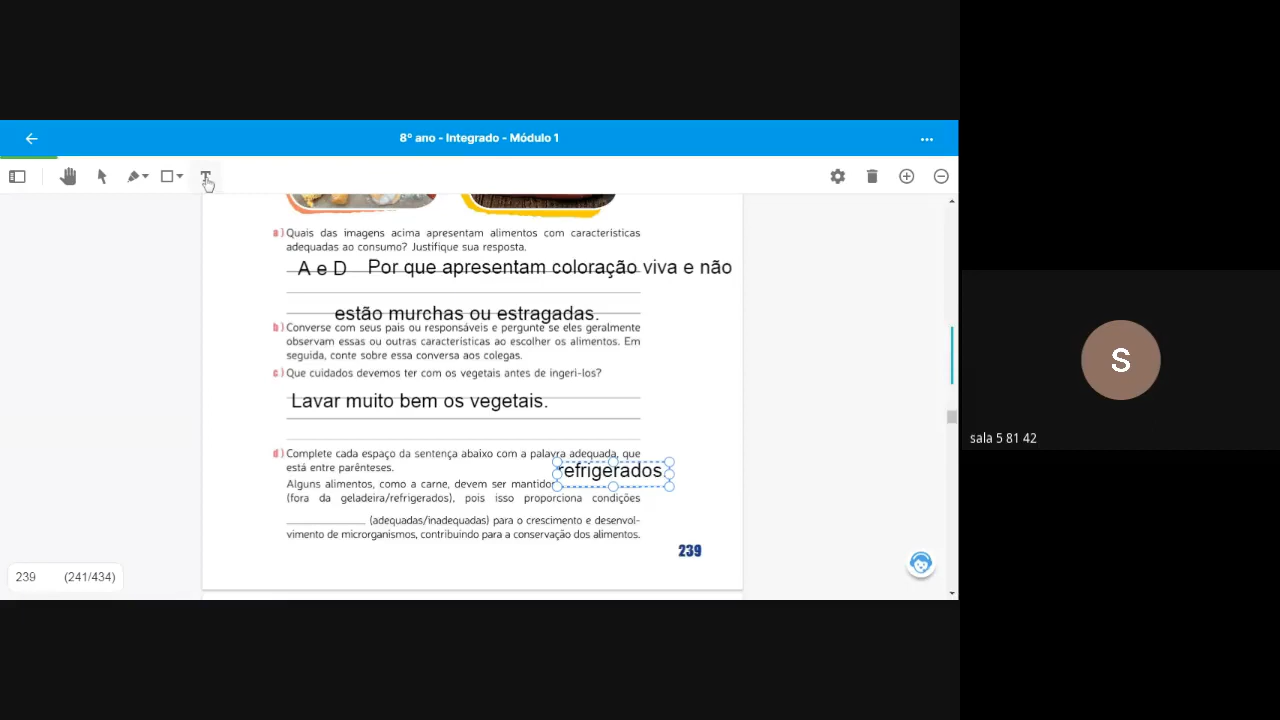 8º ano - Integrado - Módulo 1
a) Quais das imagens acima apresentam alimentos com características
adequadas ao consumo? Justifique sua resposta.
A e D Por que apresentam coloração viva e não
estão murchas ou estragadas.
b) Converse com seus pais ou responsáveis e pergunte se eles geralmente
observam essas ou outras características ao escolher os alimentos. Em
seguida, conte sobre essa conversa aos colegas.
c) Que cuidados devemos ter com os vegetais antes de ingeri-los?
Lavar muito bem os vegetais.
d) Complete cada espaço da sentença abaixo com a palavra adequada, que
está entre parênteses.
refrigerados
Alguns alimentos, como a carne, devem ser mantidos
(fora da geladeira/refrigerados), pois isso proporciona condições
(adequadas/inadequadas) para o crescimento e desenvol-
vimento de microrganismos, contribuindo para a conservação dos alimentos.
239
239 (241/434)
S
sala 5 81 42